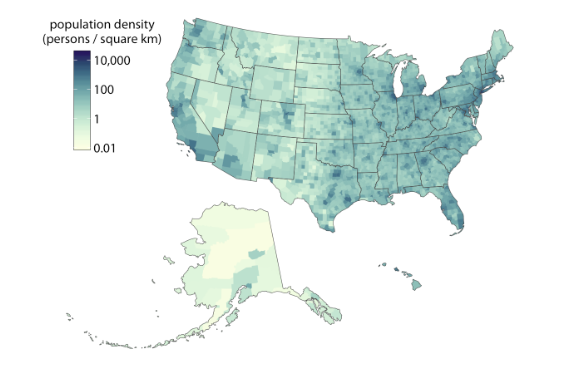 population density
(persons / square km)
10,000
100
1
0.01